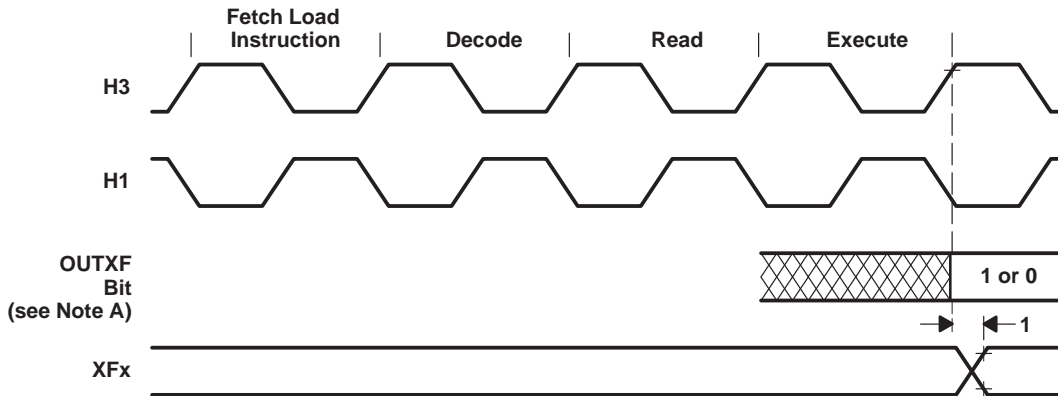 Fetch Load
Instruction
Decode
Read
Execute
H3
H1
OUTXF
Bit
(see Note A)
1 or 0
1
XFx